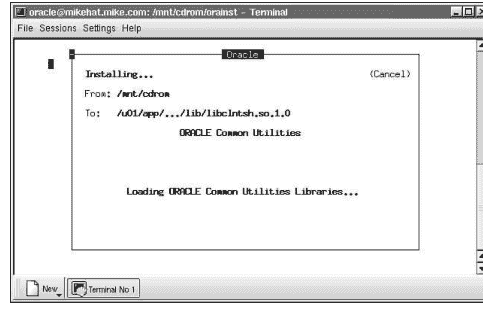 oracle@mikehat.mike.com: /mnt/cdrom/orainst - Terminal
File Sessions Settings Help
Oracle
Installing... (Cancel)
From: /mnt/cdrom
To: /u01/app/.../lib/libclntsh.so.1.0
ORACLE Common Utilities
Loading ORACLE Common Utilities Libraries...
New Terminal No 1